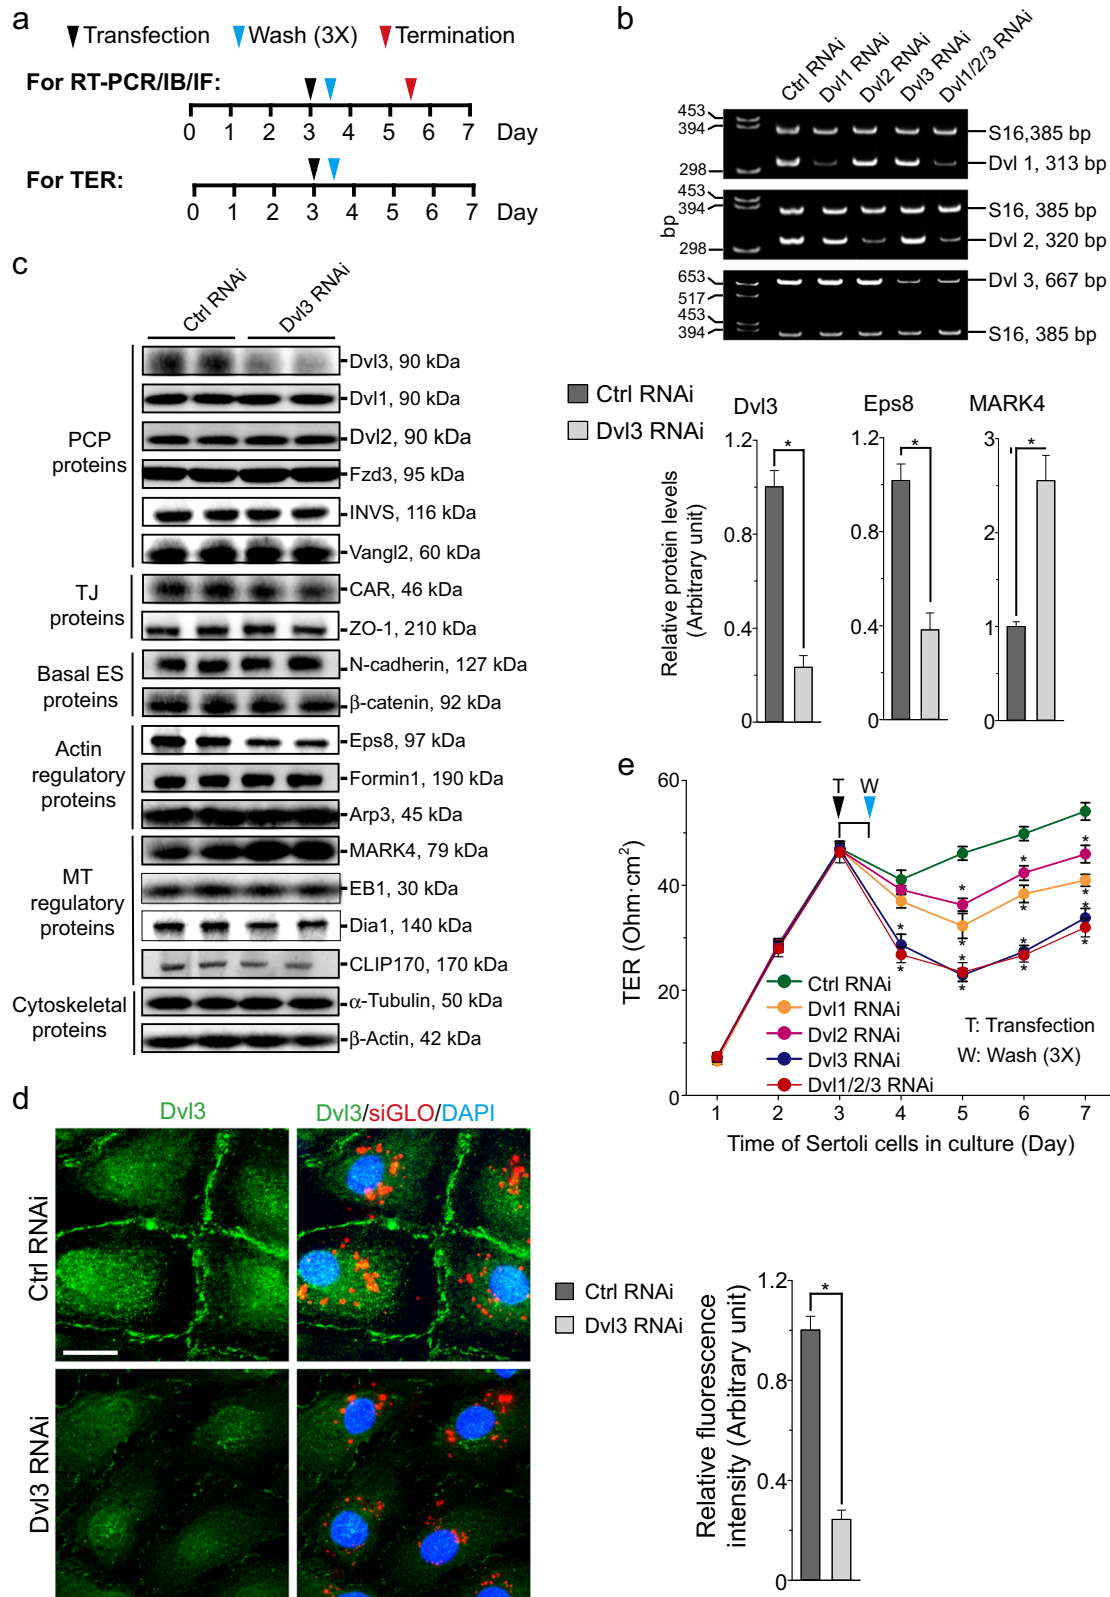 a
Transfection Wash (3X) Termination
For RT-PCR/IB/IF:
0 1 2 3 4 5 6 7 Day
For TER:
0 1 2 3 4 5 6 7 Day
b
Ctrl RNAi Dvl1 RNAi Dvl2 RNAi Dvl3 RNAi Dvl1/2/3 RNAi
453
394
298
S16,385 bp
Dvl 1, 313 bp
453
394
298
bp
S16, 385 bp
Dvl 2, 320 bp
653
517
453
394
Dvl 3, 667 bp
S16, 385 bp
c
Ctrl RNAi Dvl3 RNAi
PCP
proteins
Dvl3, 90 kDa
Dvl1, 90 kDa
Dvl2, 90 kDa
Fzd3, 95 kDa
INVS, 116 kDa
Vangl2, 60 kDa
TJ
proteins
CAR, 46 kDa
ZO-1, 210 kDa
Basal ES
proteins
N-cadherin, 127 kDa
β-catenin, 92 kDa
Actin
regulatory
proteins
Eps8, 97 kDa
Formin1, 190 kDa
Arp3, 45 kDa
MT
regulatory
proteins
MARK4, 79 kDa
EB1, 30 kDa
Dia1, 140 kDa
CLIP170, 170 kDa
Cytoskeletal
proteins
α-Tubulin, 50 kDa
β-Actin, 42 kDa
Ctrl RNAi
Dvl3 RNAi
Relative protein levels
(Arbitrary unit)
Dvl3
1.2
0.8
0.4
0
*
Eps8
1.2
0.8
0.4
0
*
MARK4
3
2
1
0
*
d
Dvl3 Dvl3/siGLO/DAPI
Ctrl RNAi
Dvl3 RNAi
Ctrl RNAi
Dvl3 RNAi
Relative fluorescence
intensity (Arbitrary unit)
1.2
0.8
0.4
0
*
e
TER (Ohm·cm²)
60
40
20
0
T W
* * * * * * * * * * * * * *
Ctrl RNAi
Dvl1 RNAi
Dvl2 RNAi
Dvl3 RNAi
Dvl1/2/3 RNAi
T: Transfection
W: Wash (3X)
1 2 3 4 5 6 7
Time of Sertoli cells in culture (Day)